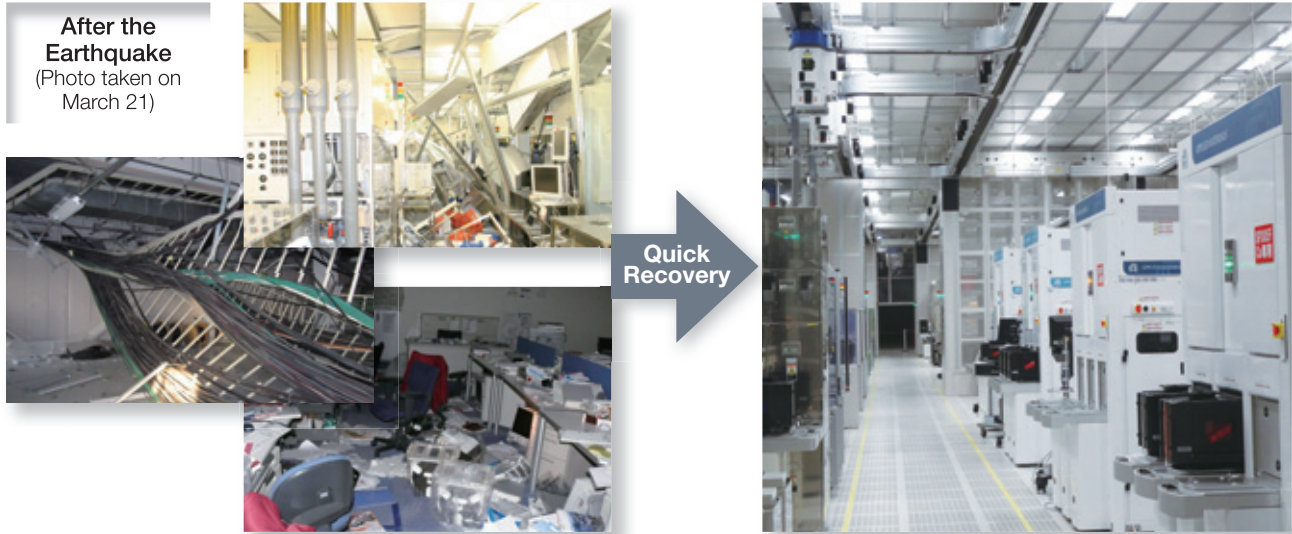 After the
Earthquake
(Photo taken on
March 21)
Quick
Recovery